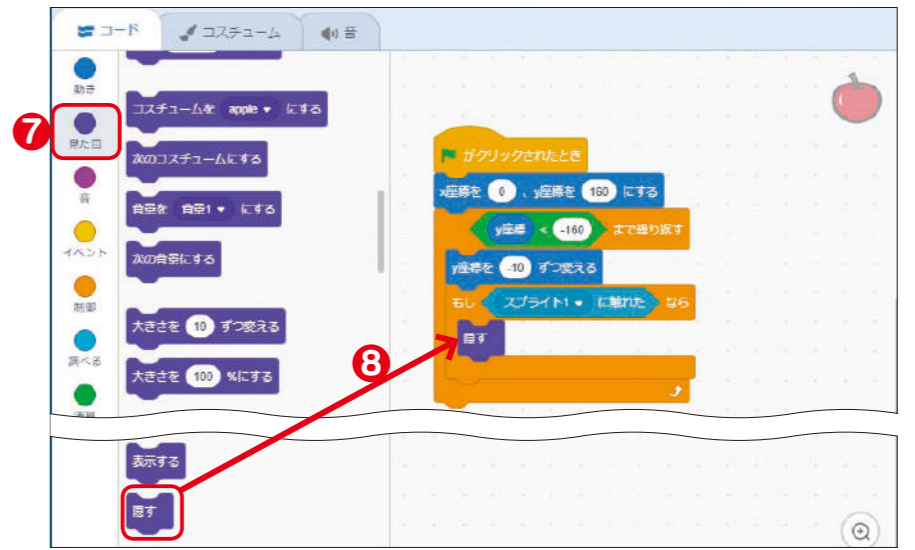 コード
コスチューム
音
動き
見た目
音
イベント
制御
調べる
コスチュームを apple ▼ にする
次のコスチュームにする
背景を 背景1 ▼ にする
次の背景にする
大きさを 10 ずつ変える
大きさを 100 %にする
表示する
隠す
❼
❽
がクリックされたとき
x座標を 0 、y座標を 160 にする
y座標 < -160 まで繰り返す
y座標を -10 ずつ変える
もし スプライト1 ▼ に触れた なら
隠す